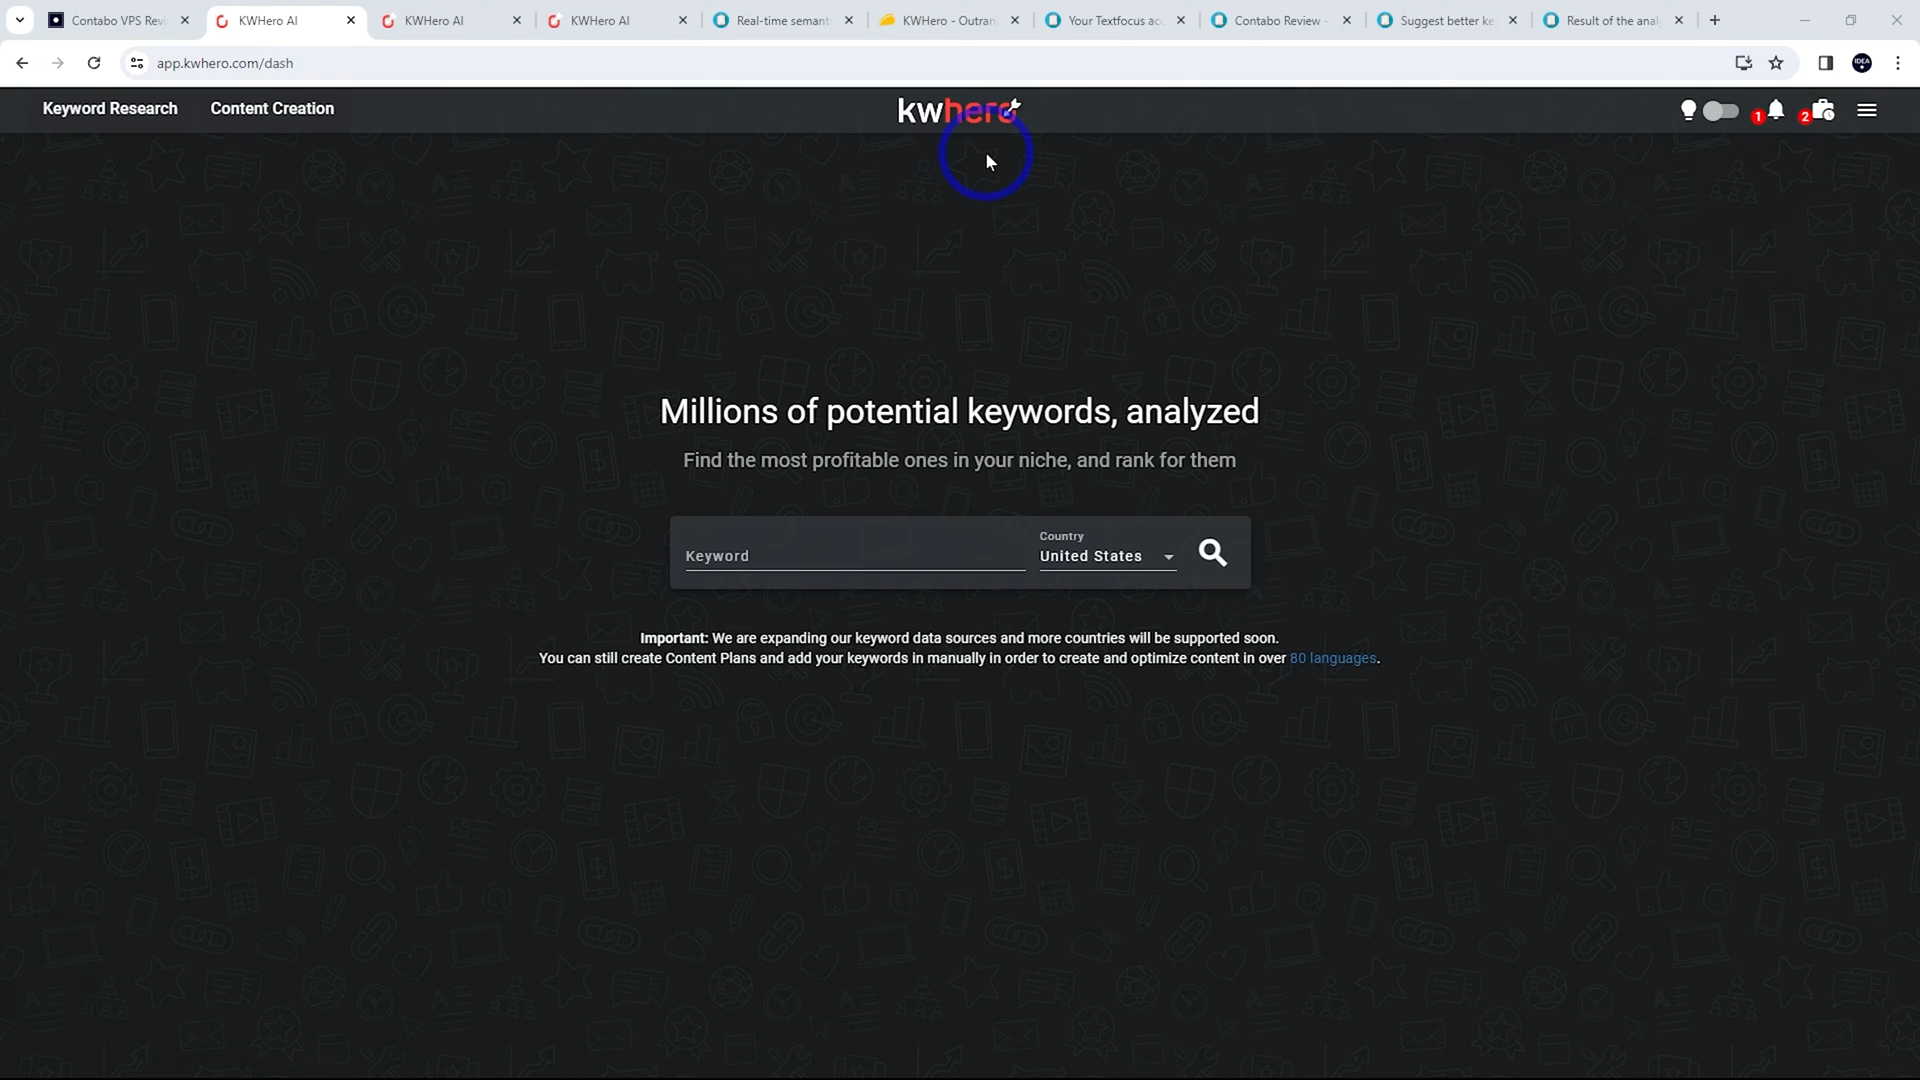 Contabo VPS Revi
KWHero AI
KWHero AI
KWHero AI
Real-time semant
KWHero - Outran
Your Textfocus ac
Contabo Review -
Suggest better ke
Result of the anal
app.kwhero.com/dash
IDEA
Keyword Research
Content Creation
kwhero
1
2
Millions of potential keywords, analyzed
Find the most profitable ones in your niche, and rank for them
Keyword
Country
United States
Important: We are expanding our keyword data sources and more countries will be supported soon.
You can still create Content Plans and add your keywords in manually in order to create and optimize content in over 80 languages.